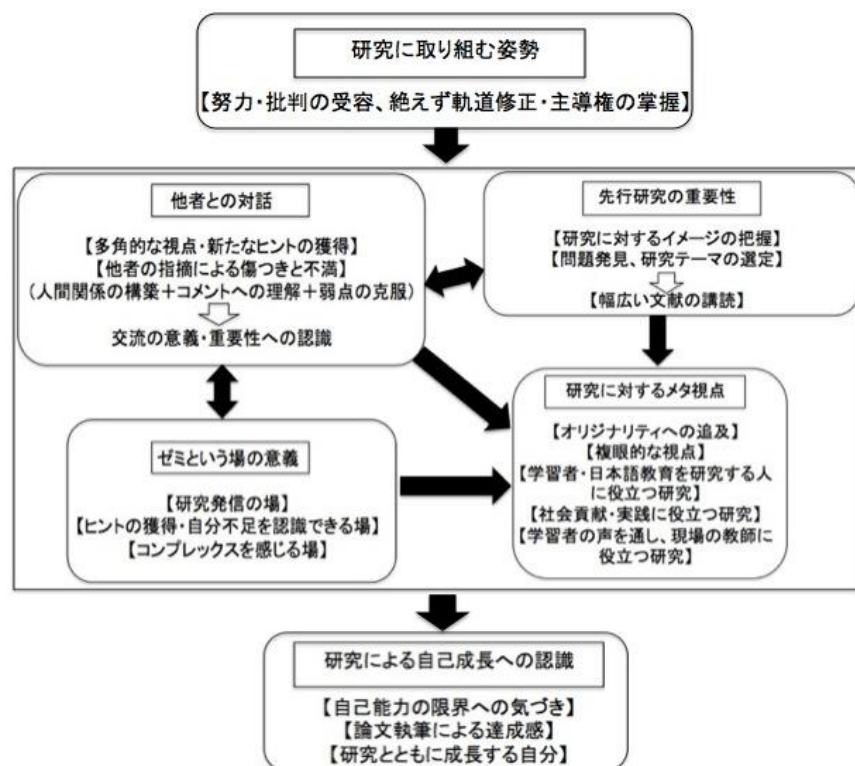 研究に取り組む姿勢
【努力・批判の受容、絶えず軌道修正・主導権の掌握】
他者との対話
【多角的な視点・新たなヒントの獲得】
【他者の指摘による傷つきと不満】
(人間関係の構築+コメントへの理解+弱点の克服)
交流の意義・重要性への認識
先行研究の重要性
【研究に対するイメージの把握】
【問題発見、研究テーマの選定】
【幅広い文献の講読】
ゼミという場の意義
【研究発信の場】
【ヒントの獲得・自分不足を認識できる場】
【コンプレックスを感じる場】
研究に対するメタ視点
【オリジナリティへの追及】
【複眼的な視点】
【学習者・日本語教育を研究する人
に役立つ研究】
【社会貢献・実践に役立つ研究】
【学習者の声を通し、現場の教師に
役立つ研究】
研究による自己成長への認識
【自己能力の限界への気づき】
【論文執筆による達成感】
【研究とともに成長する自分】